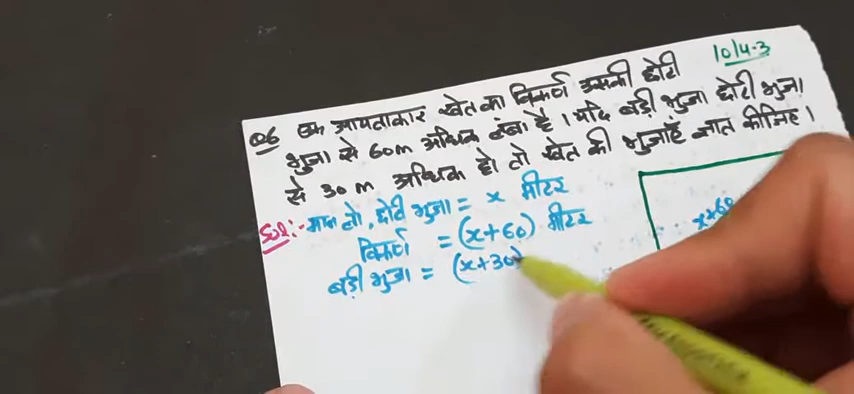 10/4.3
Q6 एक आयताकार खेत का विकर्ण उसकी छोटी
भुजा से 60m अधिक लंबा है। यदि बड़ी भुजा छोटी भुजा
से 30 m अधिक हो तो खेत की भुजाएं ज्ञात कीजिए।
Sol:- मान लो, छोटी भुजा = x मीटर
विकर्ण = (x+60) मीटर
बड़ी भुजा = (x+30)
x+60